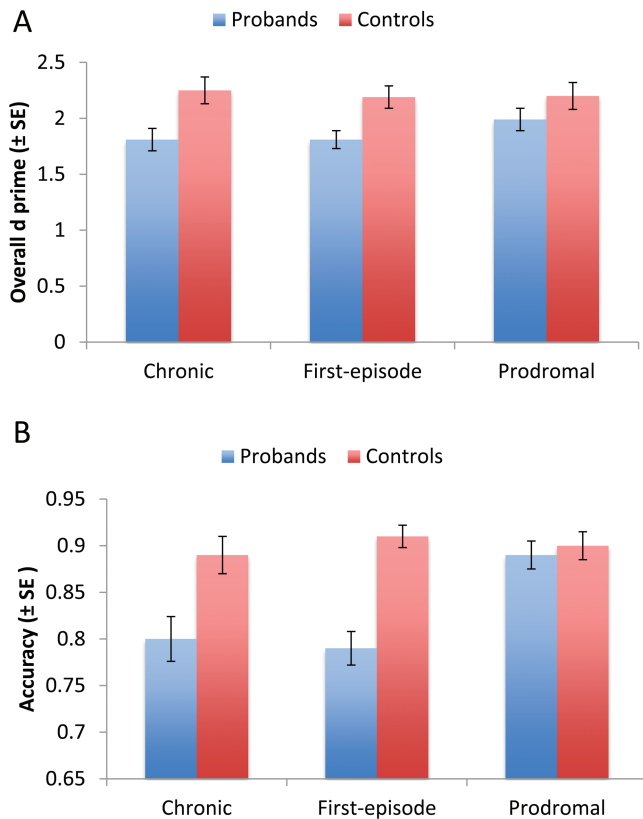 A
Probands Controls
Overall d prime (± SE)
2.5
2
1.5
1
0.5
0
Chronic First-episode Prodromal
B
Probands Controls
Accuracy (± SE )
0.95
0.9
0.85
0.8
0.75
0.7
0.65
Chronic First-episode Prodromal